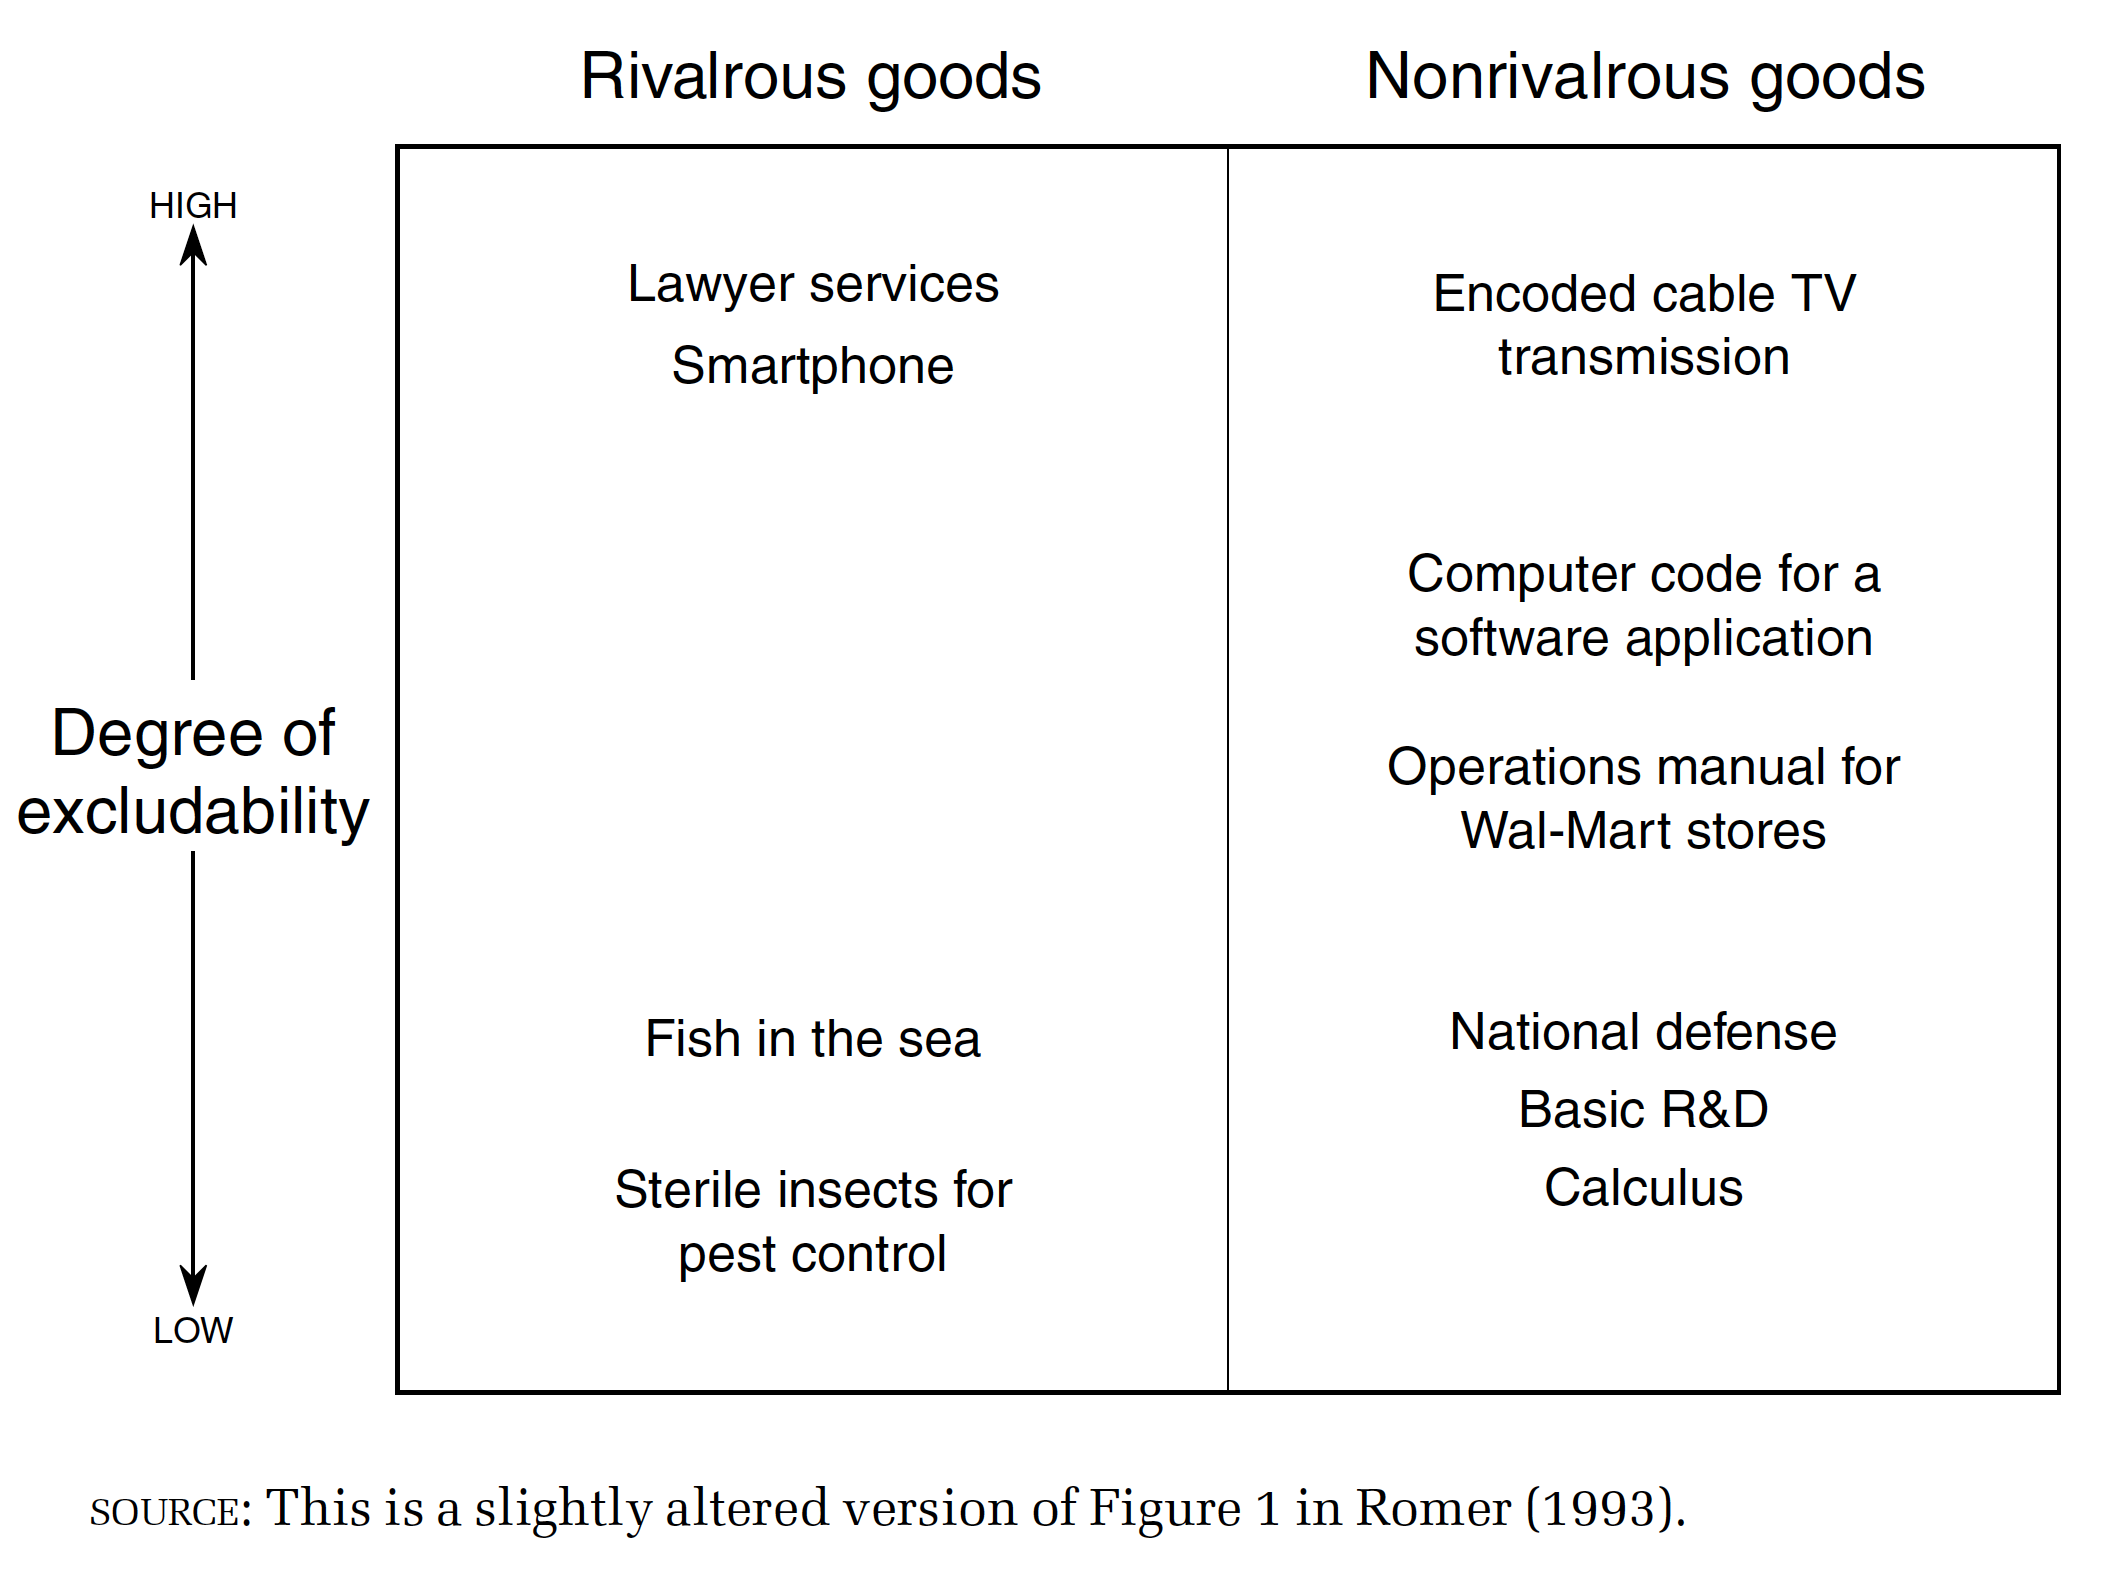 Rivalrous goods
Nonrivalrous goods
HIGH
Degree of
excludability
LOW
Lawyer services
Smartphone
Fish in the sea
Sterile insects for
pest control
Encoded cable TV
transmission
Computer code for a
software application
Operations manual for
Wal-Mart stores
National defense
Basic R&D
Calculus
SOURCE: This is a slightly altered version of Figure 1 in Romer (1993).